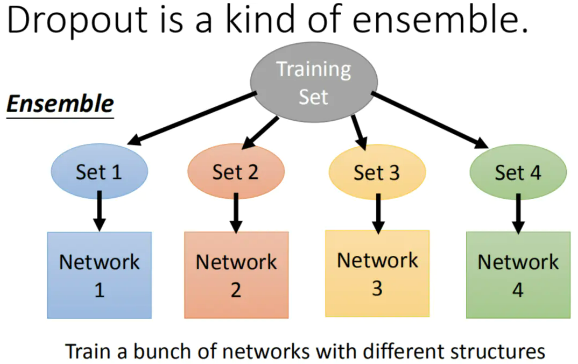 Dropout is a kind of ensemble.
Training
Set
Ensemble
Set 1
Set 2
Set 3
Set 4
Network
1
Network
2
Network
3
Network
4
Train a bunch of networks with different structures